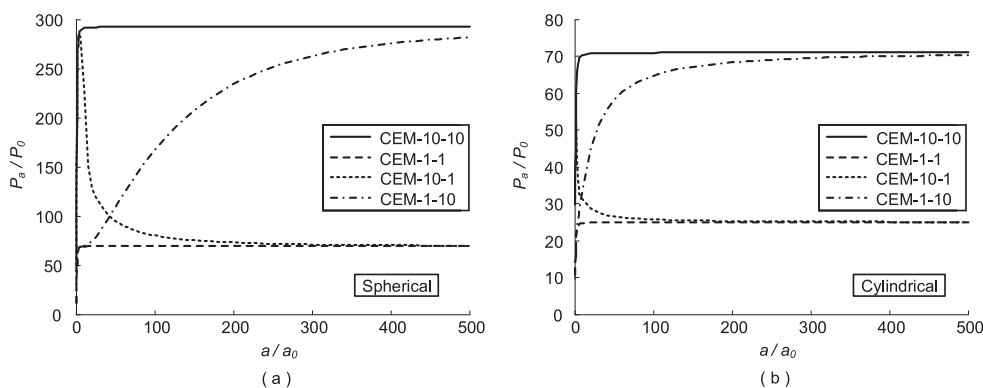 300
250
200
150
100
50
0
P_a / P_0
CEM-10-10
CEM-1-1
CEM-10-1
CEM-1-10
Spherical
0 100 200 300 400 500
a / a_0
( a )
80
70
60
50
40
30
20
10
0
P_a / P_0
CEM-10-10
CEM-1-1
CEM-10-1
CEM-1-10
Cylindrical
0 100 200 300 400 500
a / a_0
( b )